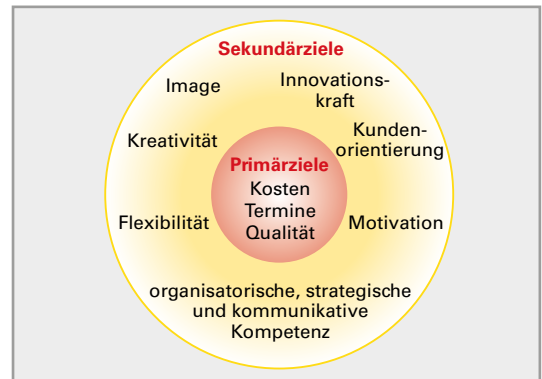 Sekundärziele
Image
Innovations-
kraft
Kreativität
Kunden-
orientierung
Primärziele
Kosten
Termine
Qualität
Flexibilität
Motivation
organisatorische, strategische
und kommunikative
Kompetenz